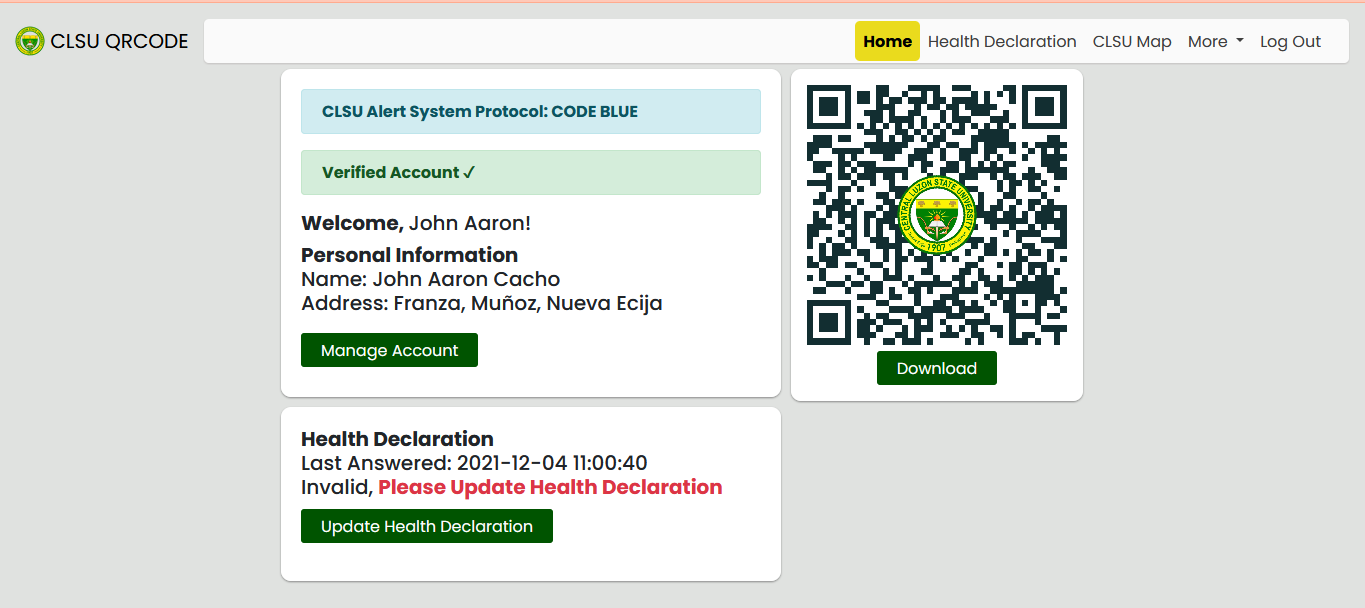 CLSU QRCODE
Home
Health Declaration
CLSU Map
More
Log Out
CLSU Alert System Protocol: CODE BLUE
Verified Account ✓
Welcome, John Aaron!
Personal Information
Name: John Aaron Cacho
Address: Franza, Muñoz, Nueva Ecija
Manage Account
CENTRAL LUZON STATE UNIVERSITY
1907
Download
Health Declaration
Last Answered: 2021-12-04 11:00:40
Invalid, Please Update Health Declaration
Update Health Declaration